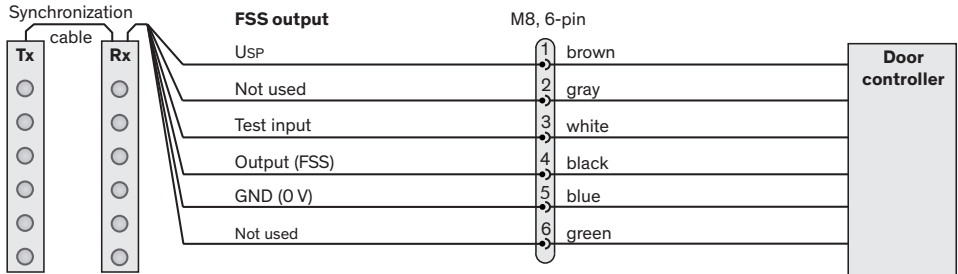 Synchronization
cable
Tx
Rx
FSS output
M8, 6-pin
USP
1
brown
Not used
2
gray
Test input
3
white
Output (FSS)
4
black
GND (0 V)
5
blue
Not used
6
green
Door
controller